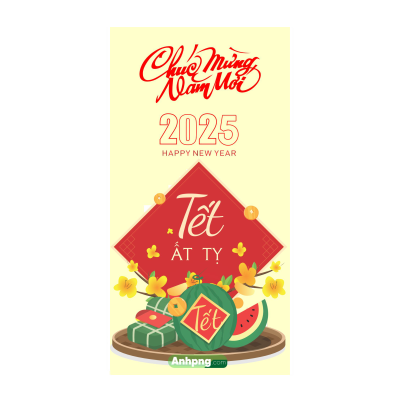 Chúc Mừng
Năm Mới
2025
HAPPY NEW YEAR
Tết
ẤT TỴ
Tết
Anhpng.com